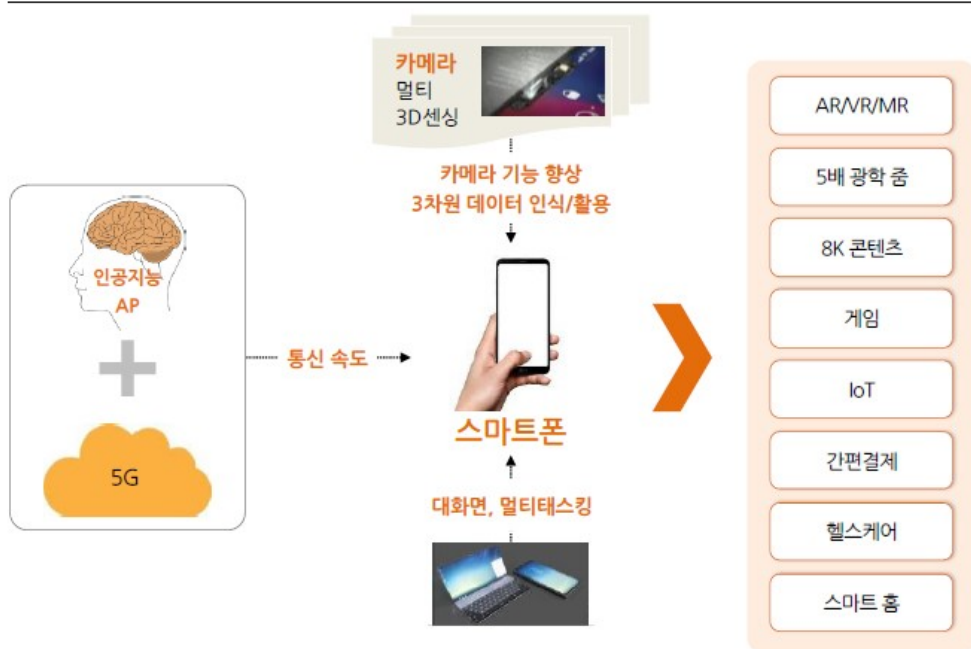 카메라
멀티
3D센싱
카메라 기능 향상
3차원 데이터 인식/활용
인공지능
AP
5G
통신 속도
스마트폰
대화면, 멀티태스킹
AR/VR/MR
5배 광학 줌
8K 콘텐츠
게임
IoT
간편결제
헬스케어
스마트 홈